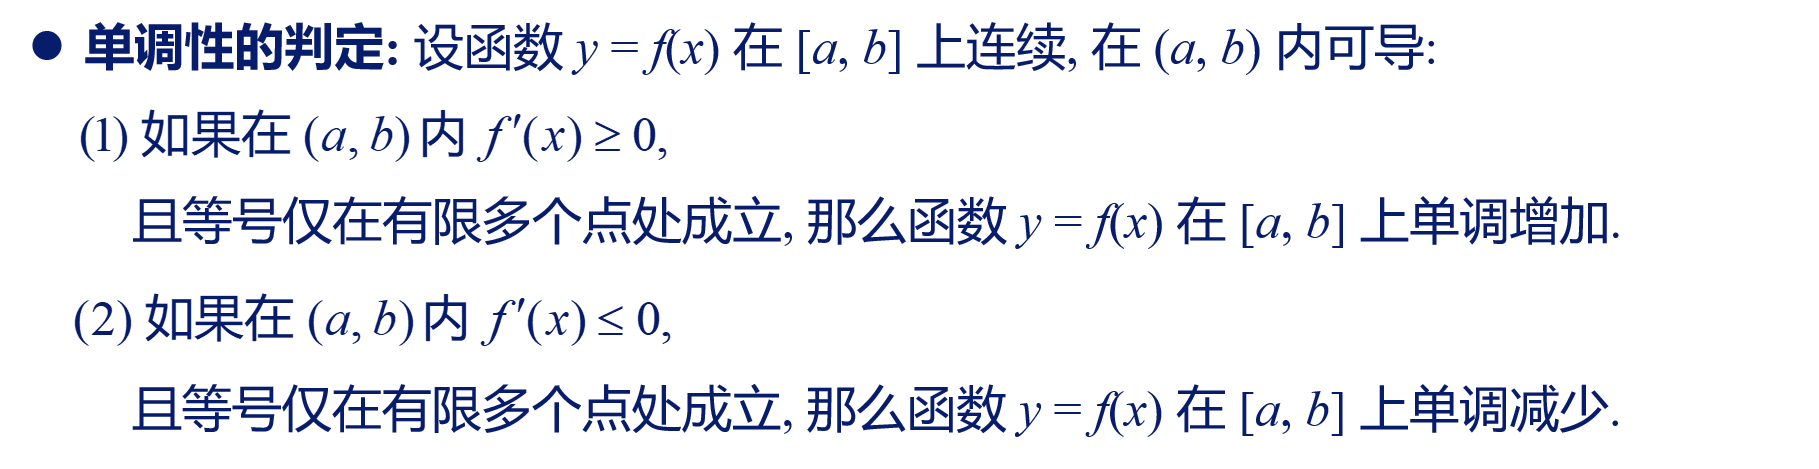 ● 单调性的判定: 设函数 y = f(x) 在 [a, b] 上连续, 在 (a, b) 内可导:
(1) 如果在 (a, b) 内 f ′(x) ≥ 0,
且等号仅在有限多个点处成立, 那么函数 y = f(x) 在 [a, b] 上单调增加.
(2) 如果在 (a, b) 内 f ′(x) ≤ 0,
且等号仅在有限多个点处成立, 那么函数 y = f(x) 在 [a, b] 上单调减少.